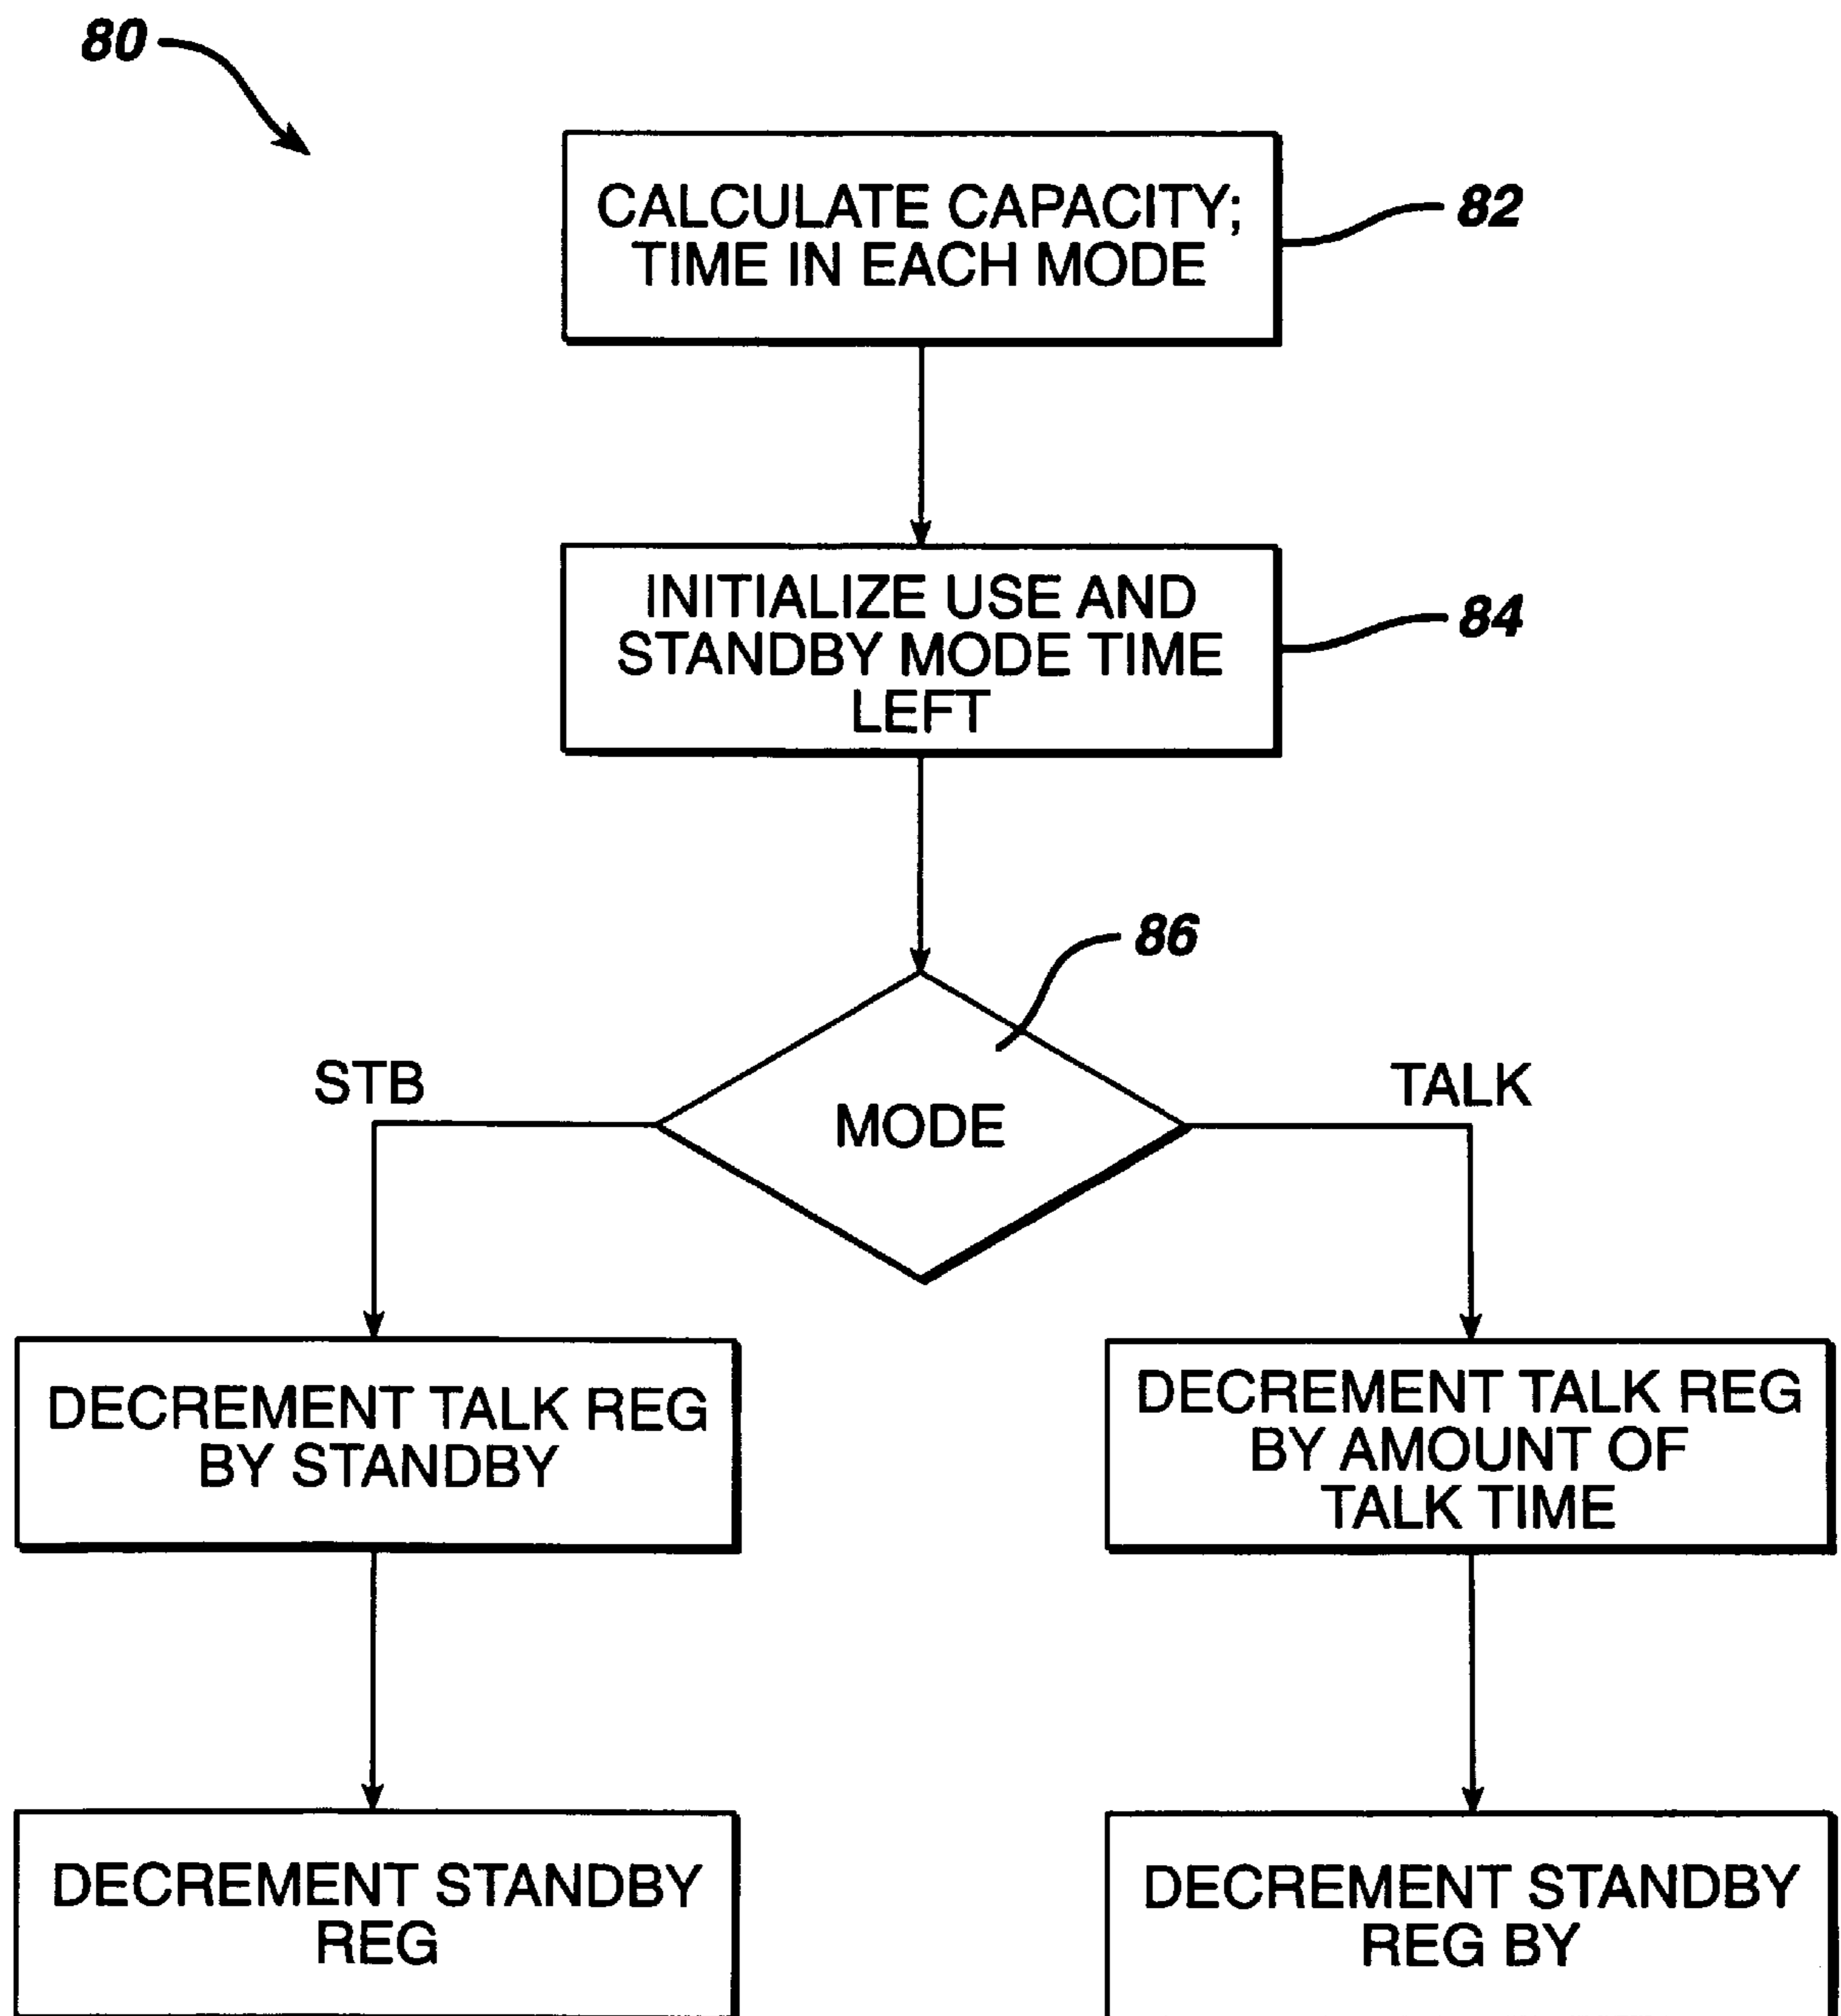 80
CALCULATE CAPACITY;
TIME IN EACH MODE
82
INITIALIZE USE AND
STANDBY MODE TIME
LEFT
84
86
STB
MODE
TALK
DECREMENT TALK REG
BY STANDBY
DECREMENT TALK REG
BY AMOUNT OF
TALK TIME
DECREMENT STANDBY
REG
DECREMENT STANDBY
REG BY